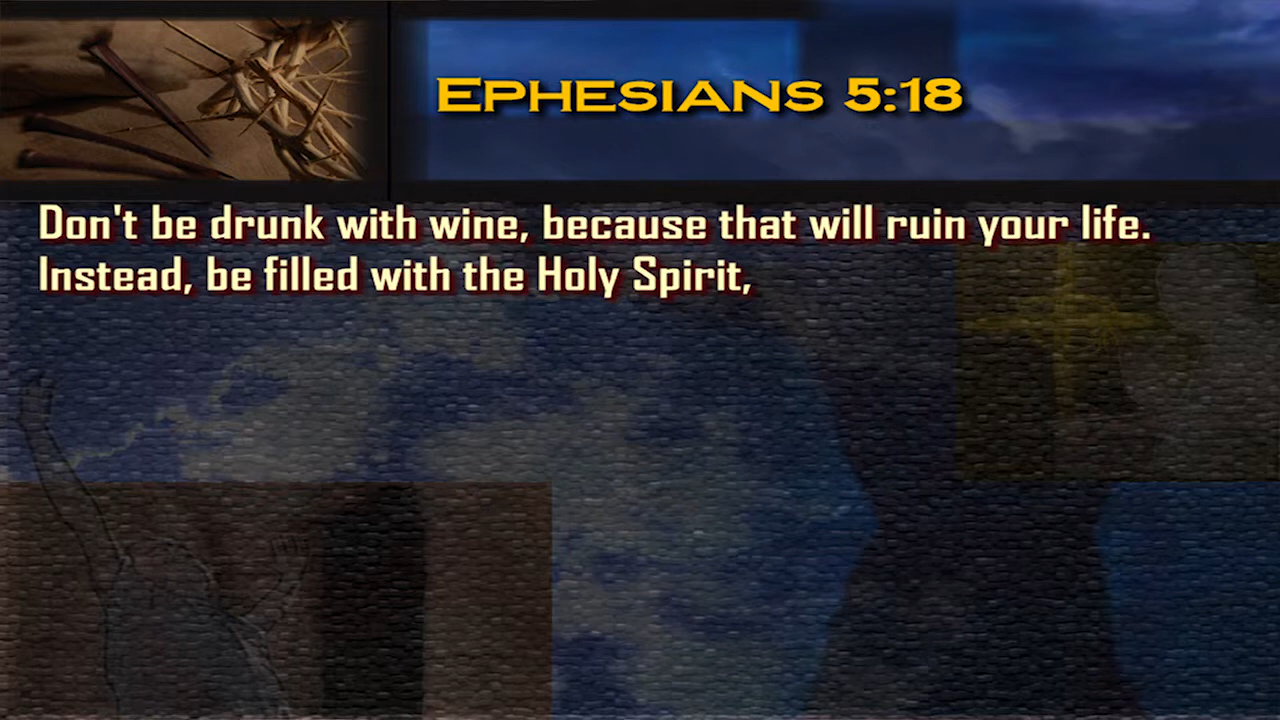 Ephesians 5:18
Don't be drunk with wine, because that will ruin your life.
Instead, be filled with the Holy Spirit,